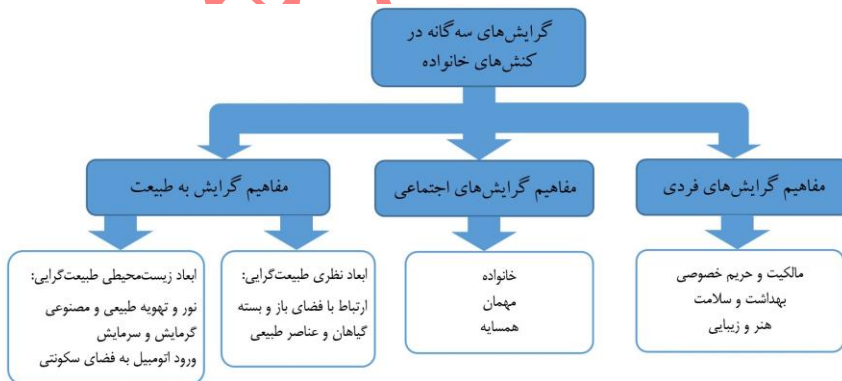 گرایش‌های سه‌گانه در
کنش‌های خانواده
مفاهیم گرایش‌های فردی
مفاهیم گرایش‌های اجتماعی
مفاهیم گرایش به طبیعت
مالکیت و حریم خصوصی
بهداشت و سلامت
هنر و زیبایی
خانواده
مهمان
همسایه
ابعاد نظری طبیعت‌گرایی:
ارتباط با فضای باز و بسته
گیاهان و عناصر طبیعی
ابعاد زیست‌محیطی طبیعت‌گرایی:
نور و تهویه طبیعی و مصنوعی
گرمایش و سرمایش
ورود اتومبیل به فضای سکونتی